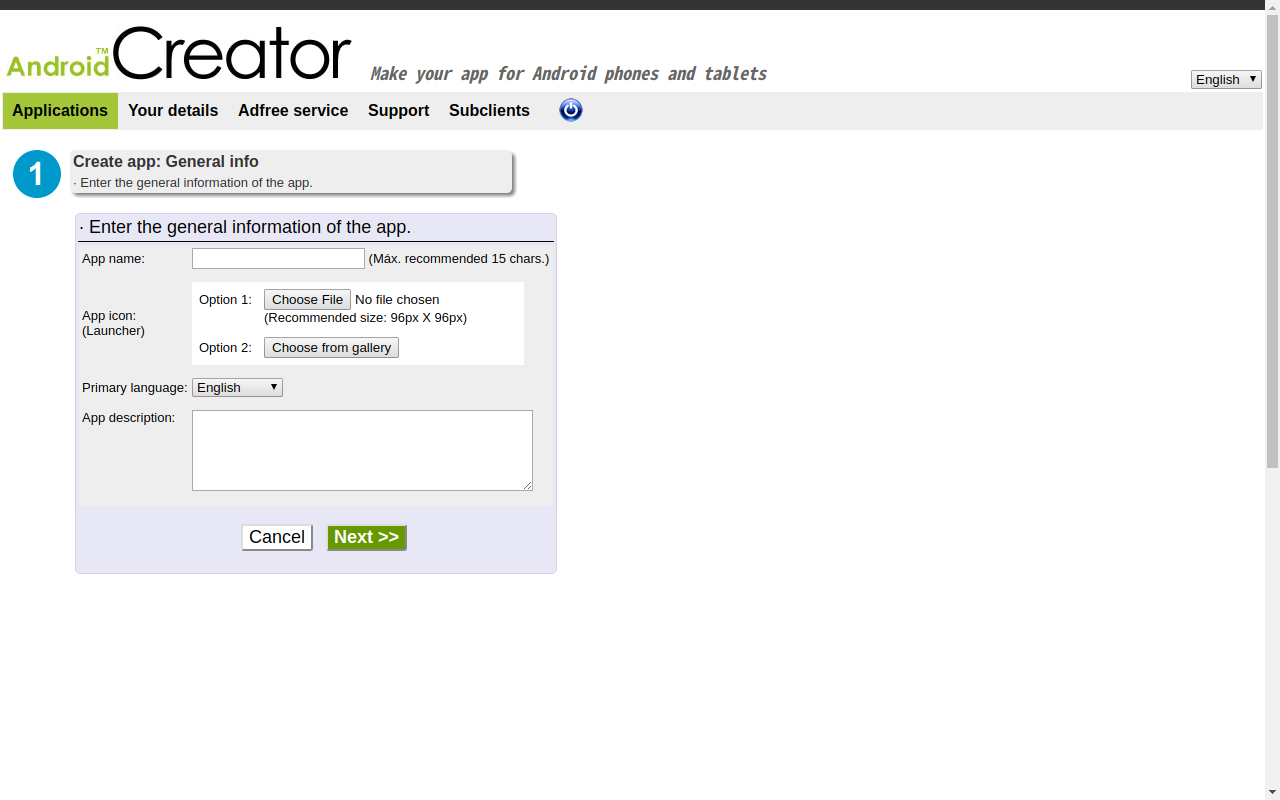 Android™Creator
Make your app for Android phones and tablets
English
Applications Your details Adfree service Support Subclients
1
Create app: General info
· Enter the general information of the app.
· Enter the general information of the app.
App name: (Máx. recommended 15 chars.)
App icon:
(Launcher)
Option 1: Choose File No file chosen
(Recommended size: 96px X 96px)
Option 2: Choose from gallery
Primary language: English
App description:
Cancel Next >>